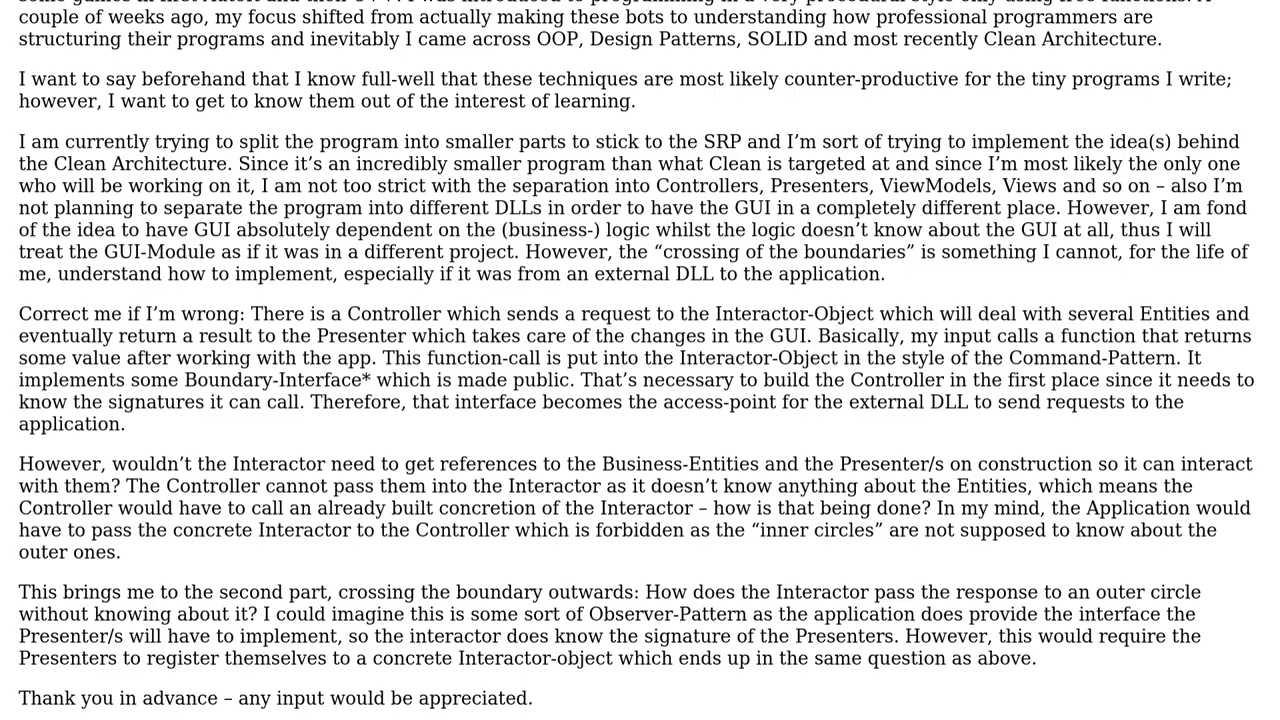 couple of weeks ago, my focus shifted from actually making these bots to understanding how professional programmers are
structuring their programs and inevitably I came across OOP, Design Patterns, SOLID and most recently Clean Architecture.
I want to say beforehand that I know full-well that these techniques are most likely counter-productive for the tiny programs I write;
however, I want to get to know them out of the interest of learning.
I am currently trying to split the program into smaller parts to stick to the SRP and I’m sort of trying to implement the idea(s) behind
the Clean Architecture. Since it’s an incredibly smaller program than what Clean is targeted at and since I’m most likely the only one
who will be working on it, I am not too strict with the separation into Controllers, Presenters, ViewModels, Views and so on – also I’m
not planning to separate the program into different DLLs in order to have the GUI in a completely different place. However, I am fond
of the idea to have GUI absolutely dependent on the (business-) logic whilst the logic doesn’t know about the GUI at all, thus I will
treat the GUI-Module as if it was in a different project. However, the “crossing of the boundaries” is something I cannot, for the life of
me, understand how to implement, especially if it was from an external DLL to the application.
Correct me if I’m wrong: There is a Controller which sends a request to the Interactor-Object which will deal with several Entities and
eventually return a result to the Presenter which takes care of the changes in the GUI. Basically, my input calls a function that returns
some value after working with the app. This function-call is put into the Interactor-Object in the style of the Command-Pattern. It
implements some Boundary-Interface* which is made public. That’s necessary to build the Controller in the first place since it needs to
know the signatures it can call. Therefore, that interface becomes the access-point for the external DLL to send requests to the
application.
However, wouldn’t the Interactor need to get references to the Business-Entities and the Presenter/s on construction so it can interact
with them? The Controller cannot pass them into the Interactor as it doesn’t know anything about the Entities, which means the
Controller would have to call an already built concretion of the Interactor – how is that being done? In my mind, the Application would
have to pass the concrete Interactor to the Controller which is forbidden as the “inner circles” are not supposed to know about the
outer ones.
This brings me to the second part, crossing the boundary outwards: How does the Interactor pass the response to an outer circle
without knowing about it? I could imagine this is some sort of Observer-Pattern as the application does provide the interface the
Presenter/s will have to implement, so the interactor does know the signature of the Presenters. However, this would require the
Presenters to register themselves to a concrete Interactor-object which ends up in the same question as above.
Thank you in advance – any input would be appreciated.